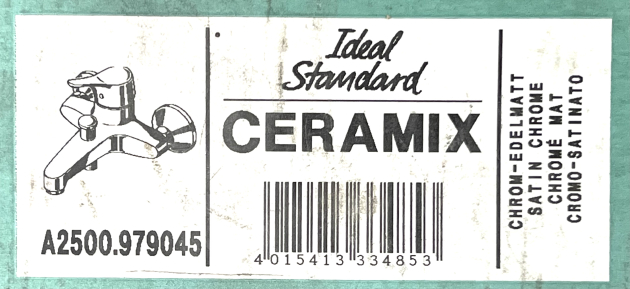 A2500.979045
Ideal
Standard
CERAMIX
4 015413 334853
CHROM-EDELMATT
SATIN CHROME
CHROMÉ MAT
CROMO-SATINATO